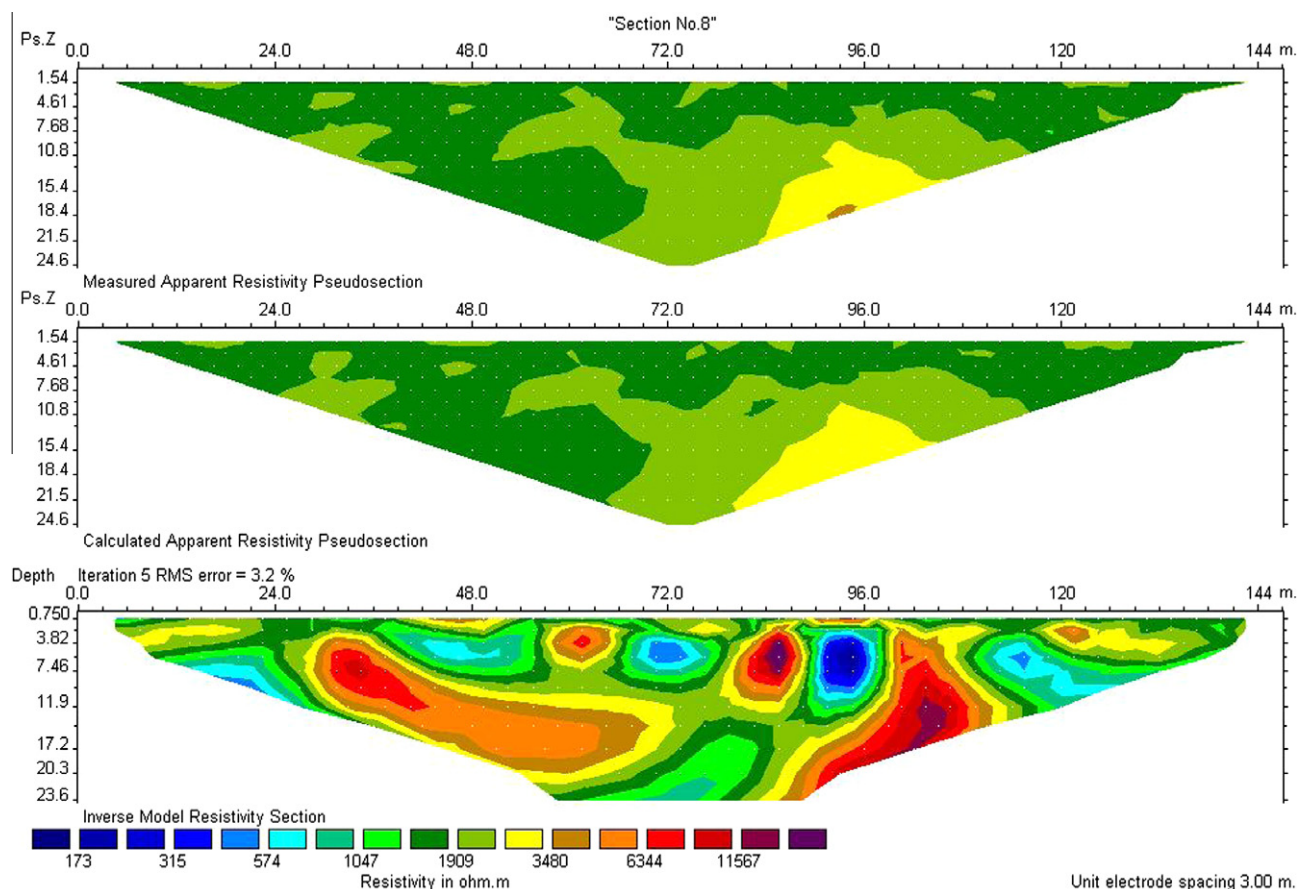 "Section No.8"
Ps.Z
0.0 24.0 48.0 72.0 96.0 120 144 m.
1.54
4.61
7.68
10.8
15.4
18.4
21.5
24.6
Measured Apparent Resistivity Pseudosection
Ps.Z
0.0 24.0 48.0 72.0 96.0 120 144 m.
1.54
4.61
7.68
10.8
15.4
18.4
21.5
24.6
Calculated Apparent Resistivity Pseudosection
Depth Iteration 5 RMS error = 3.2 %
0.0 24.0 48.0 72.0 96.0 120 144 m.
0.750
3.82
7.46
11.9
17.2
20.3
23.6
Inverse Model Resistivity Section
173 315 574 1047 1909 3480 6344 11567
Resistivity in ohm.m Unit electrode spacing 3.00 m.